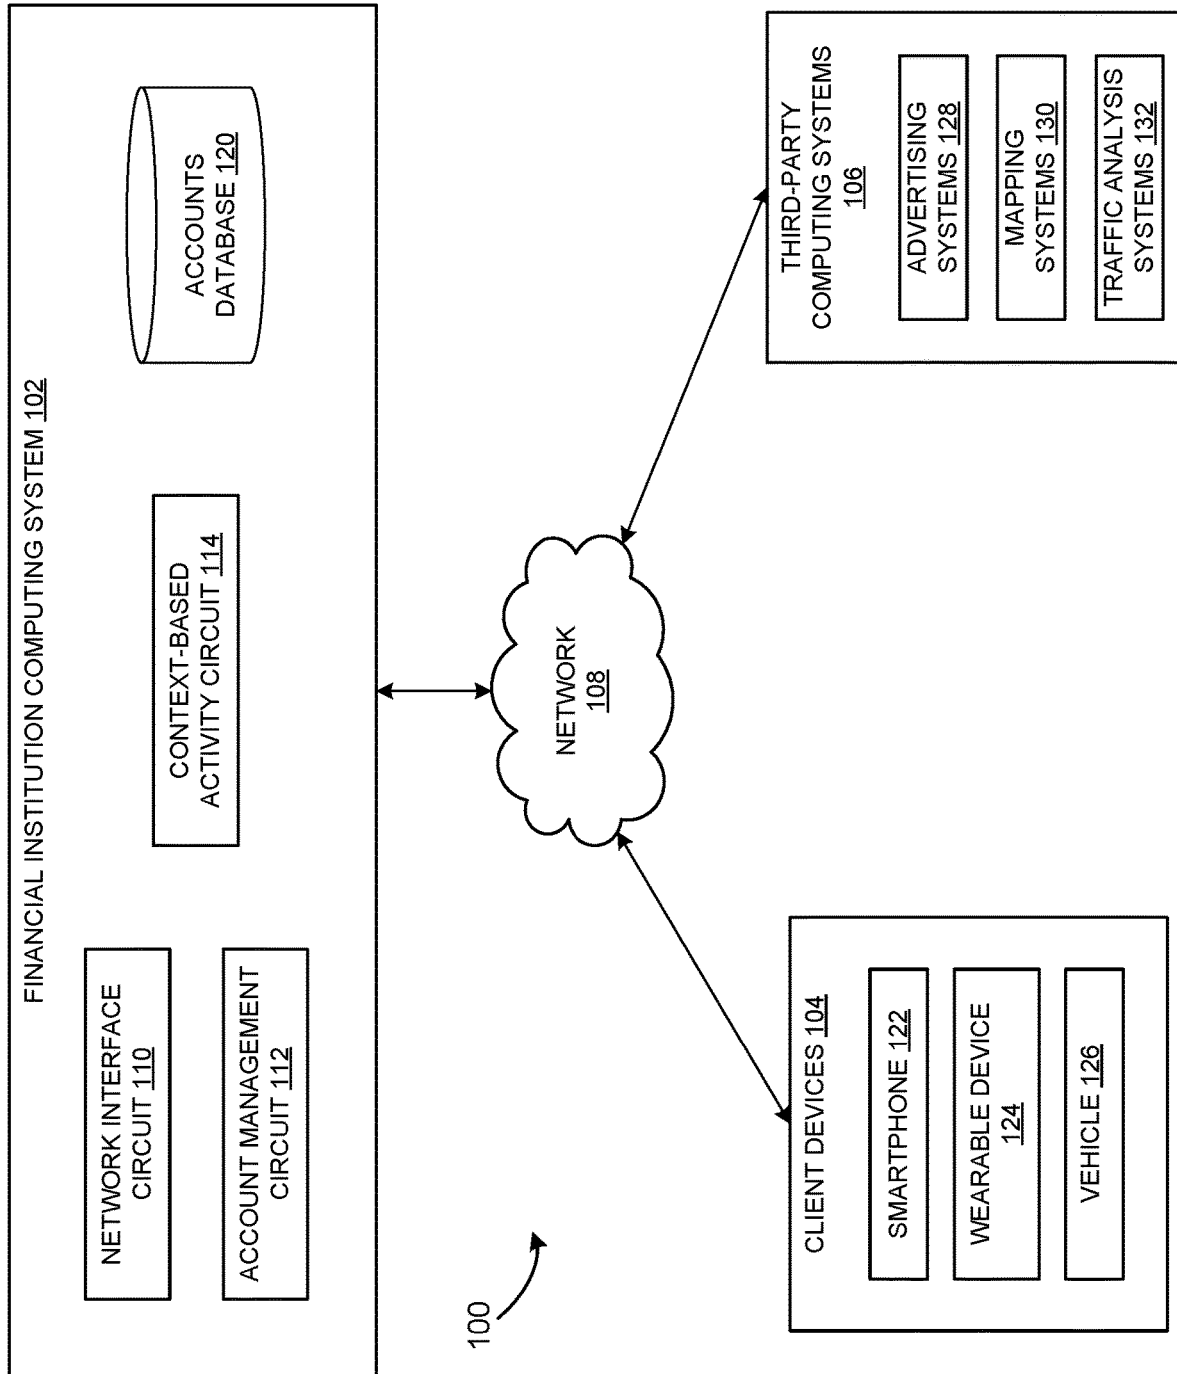 FINANCIAL INSTITUTION COMPUTING SYSTEM 102
NETWORK INTERFACE
CIRCUIT 110
ACCOUNT MANAGEMENT
CIRCUIT 112
CONTEXT-BASED
ACTIVITY CIRCUIT 114
ACCOUNTS
DATABASE 120
100
NETWORK
108
CLIENT DEVICES 104
SMARTPHONE 122
WEARABLE DEVICE
124
VEHICLE 126
THIRD-PARTY
COMPUTING SYSTEMS
106
ADVERTISING
SYSTEMS 128
MAPPING
SYSTEMS 130
TRAFFIC ANALYSIS
SYSTEMS 132